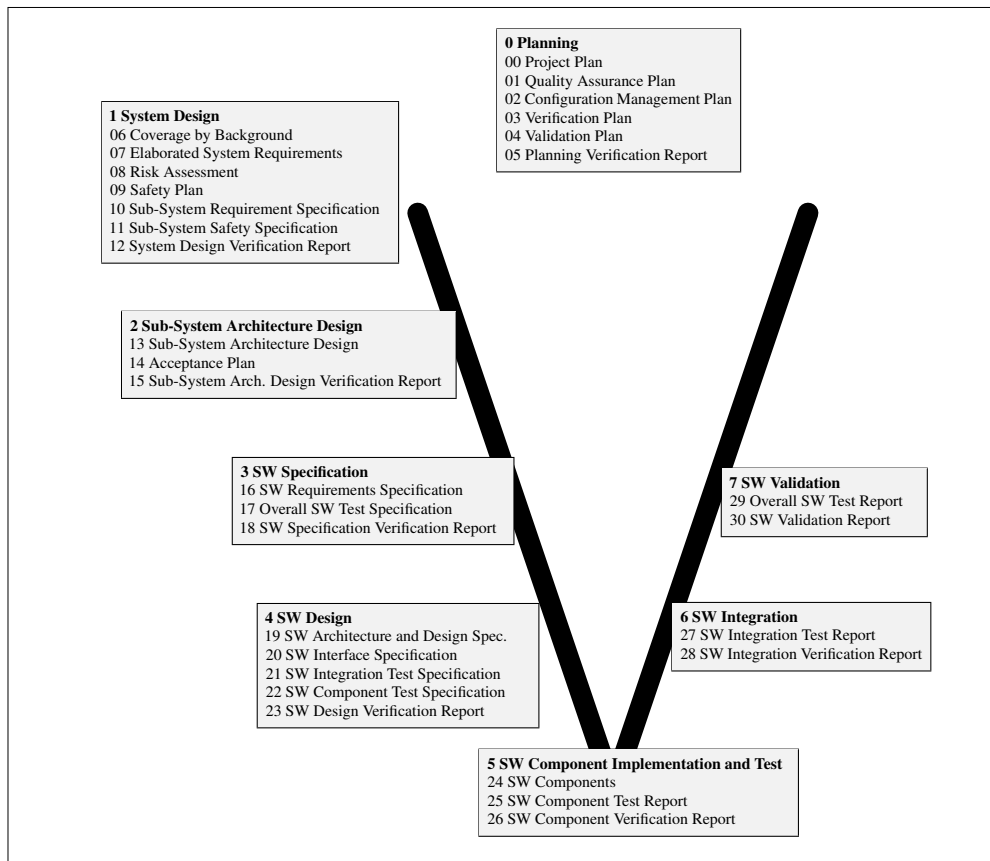 0 Planning
00 Project Plan
01 Quality Assurance Plan
02 Configuration Management Plan
03 Verification Plan
04 Validation Plan
05 Planning Verification Report
1 System Design
06 Coverage by Background
07 Elaborated System Requirements
08 Risk Assessment
09 Safety Plan
10 Sub-System Requirement Specification
11 Sub-System Safety Specification
12 System Design Verification Report
2 Sub-System Architecture Design
13 Sub-System Architecture Design
14 Acceptance Plan
15 Sub-System Arch. Design Verification Report
3 SW Specification
16 SW Requirements Specification
17 Overall SW Test Specification
18 SW Specification Verification Report
4 SW Design
19 SW Architecture and Design Spec.
20 SW Interface Specification
21 SW Integration Test Specification
22 SW Component Test Specification
23 SW Design Verification Report
5 SW Component Implementation and Test
24 SW Components
25 SW Component Test Report
26 SW Component Verification Report
6 SW Integration
27 SW Integration Test Report
28 SW Integration Verification Report
7 SW Validation
29 Overall SW Test Report
30 SW Validation Report